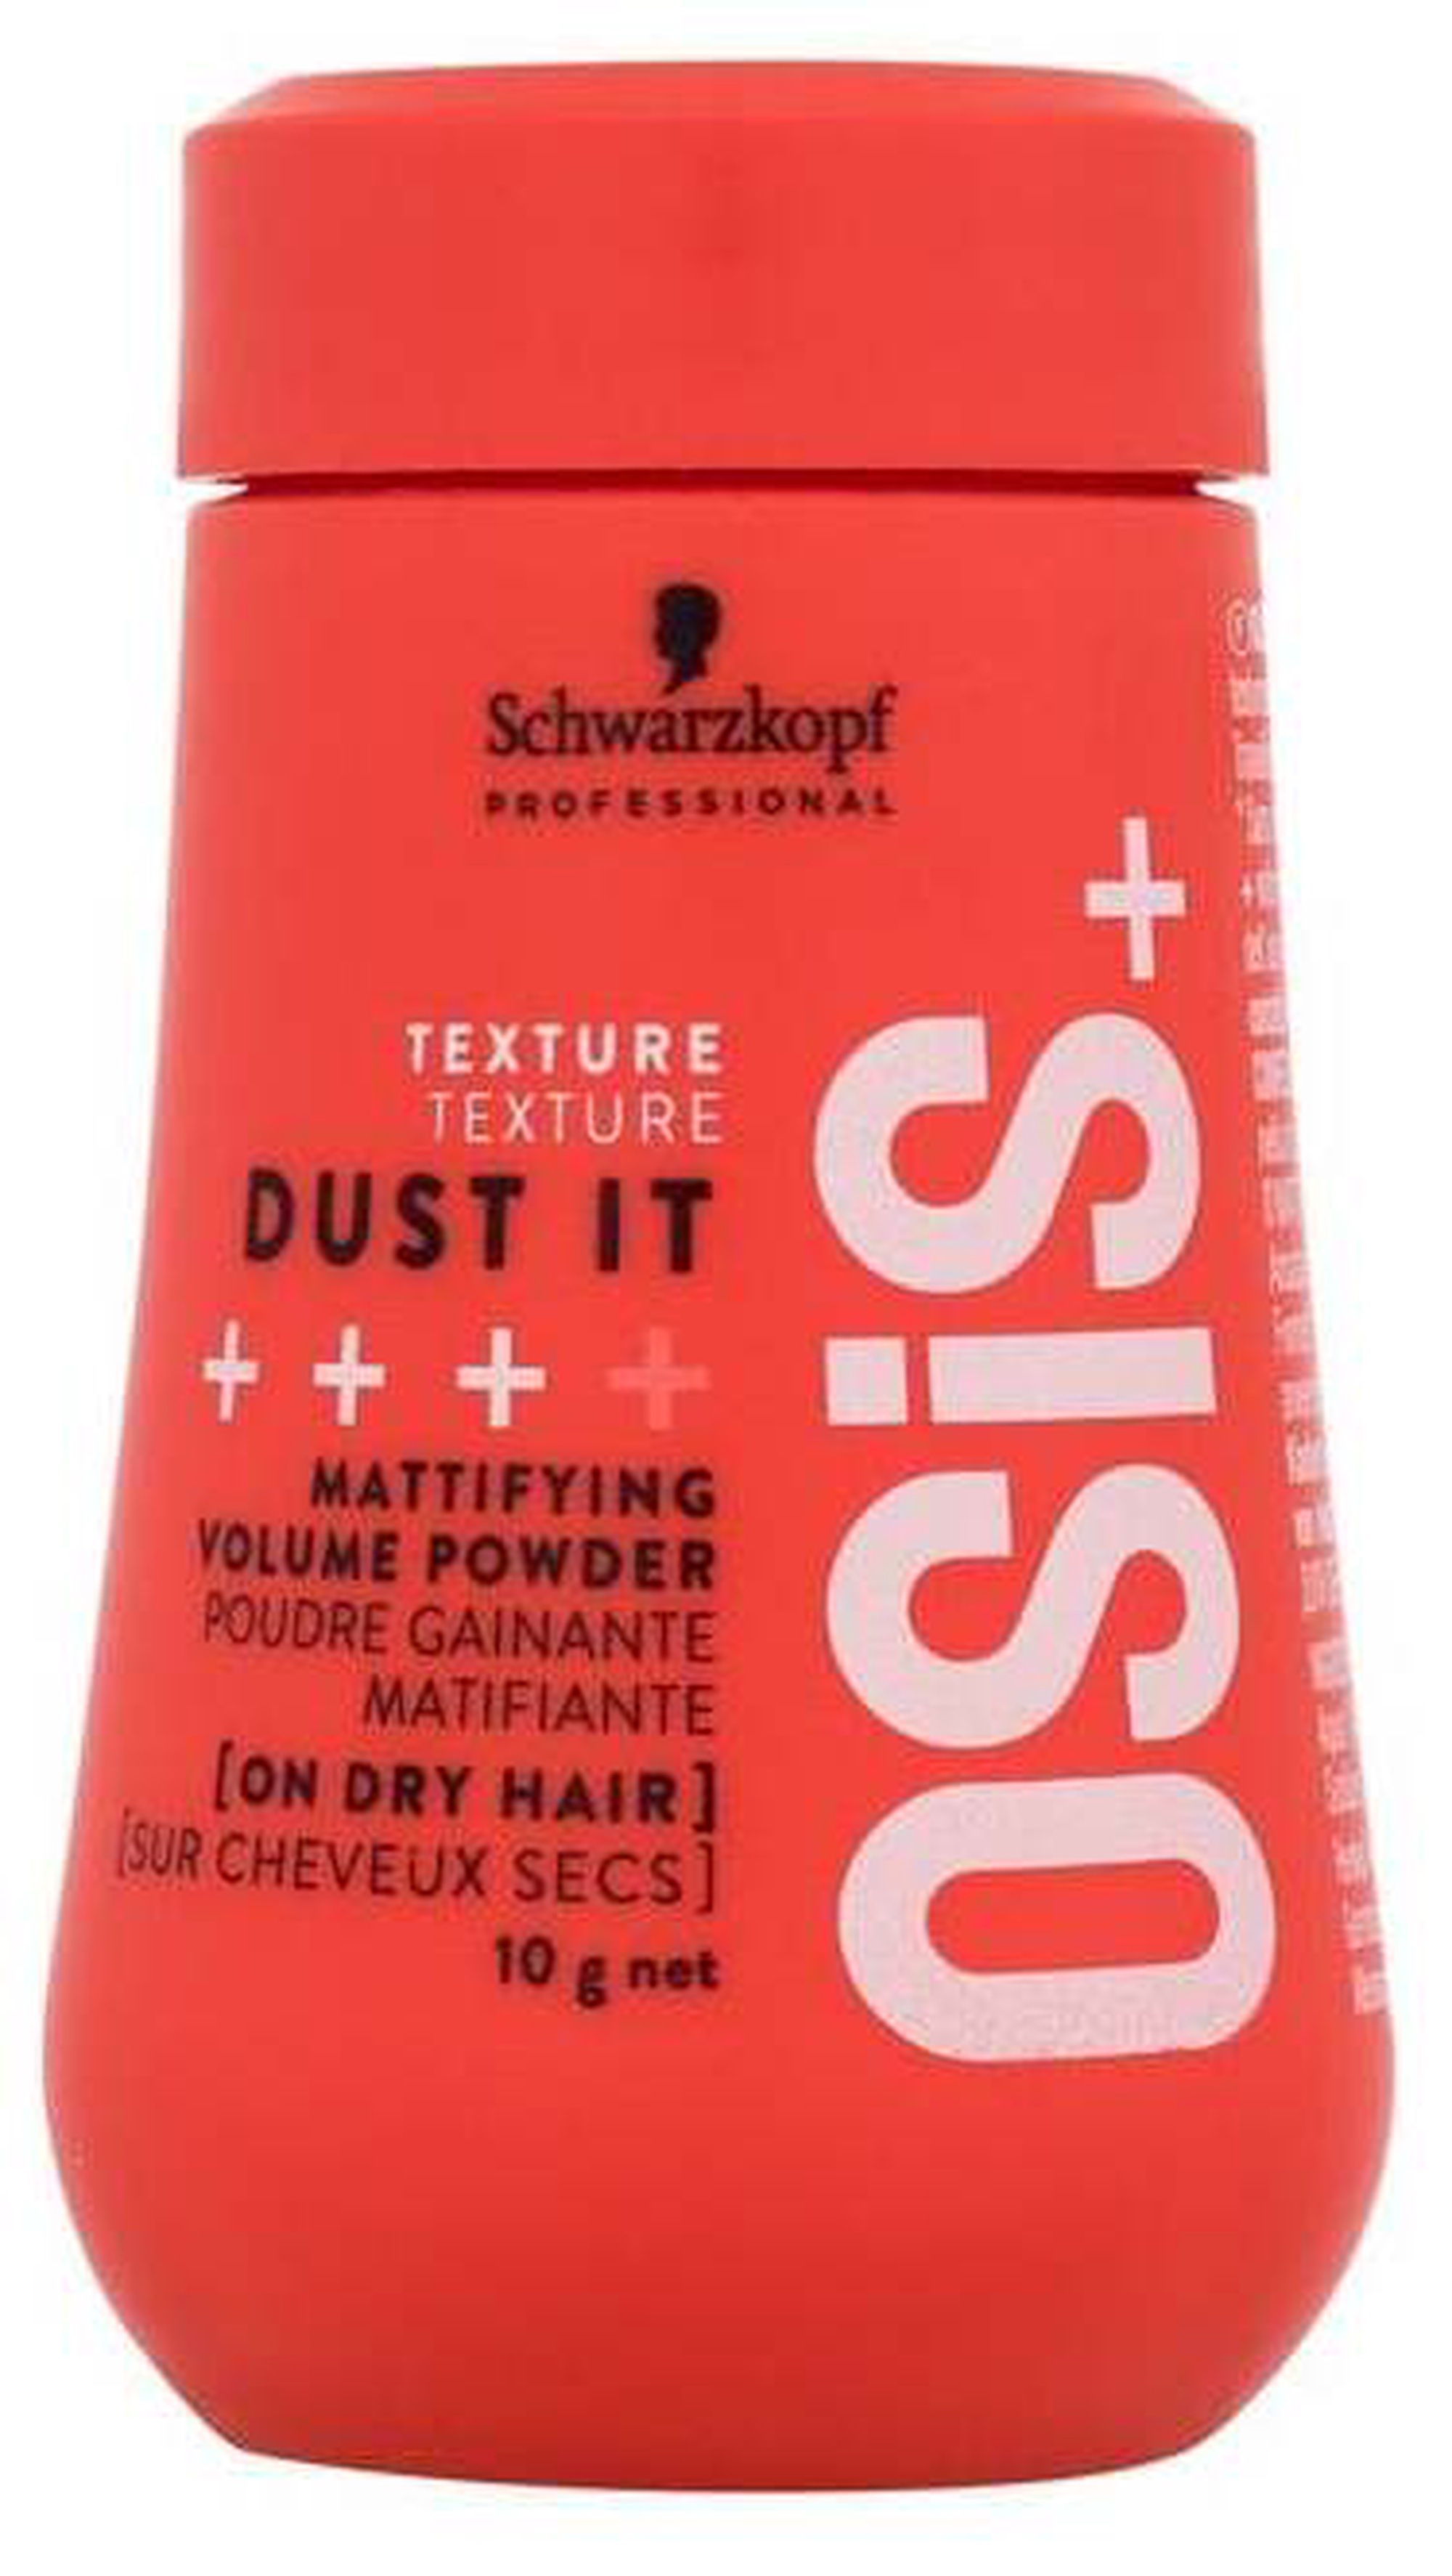 Schwarzkopf
PROFESSIONAL
TEXTURE
TEXTURE
DUST IT
+ + + +
MATTIFYING
VOLUME POWDER
POUDRE GAINANTE
MATIFIANTE
[ON DRY HAIR]
[SUR CHEVEUX SECS]
10 g net
OSiS+